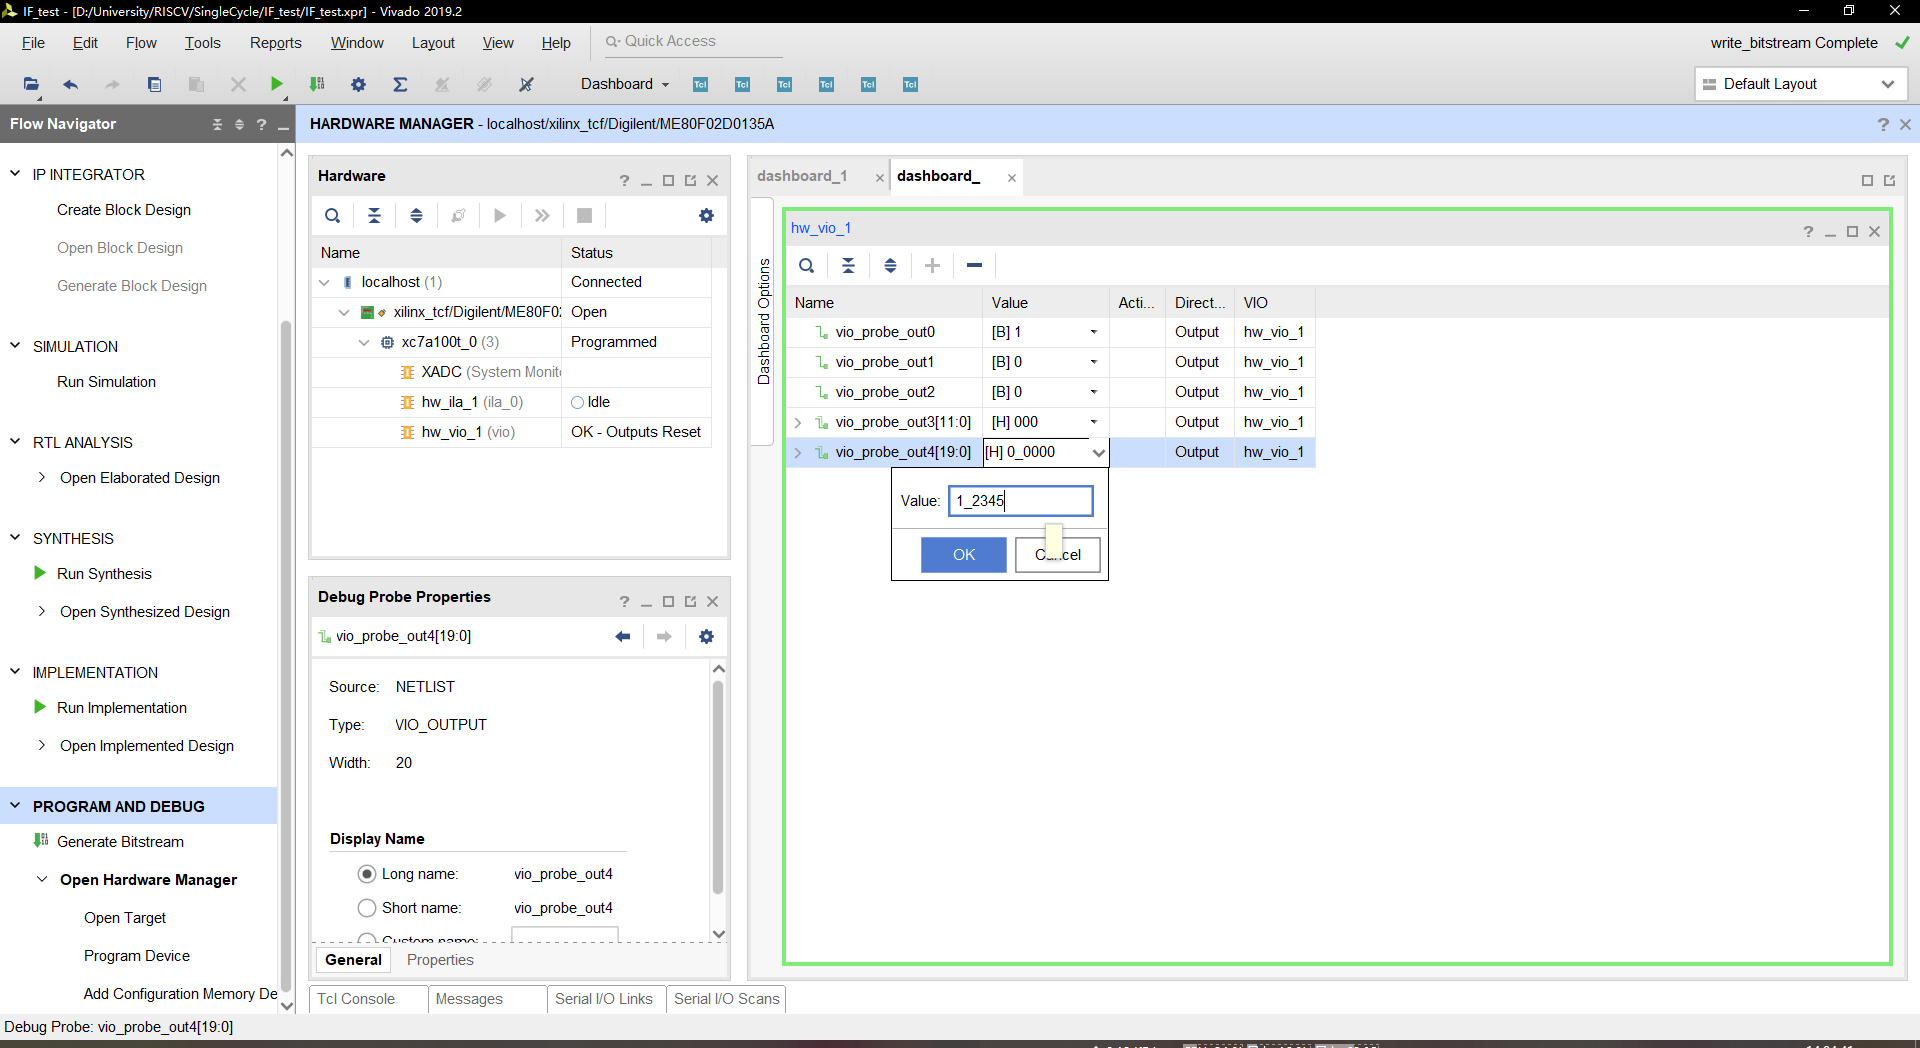 IF_test - [D:/University/RISCV/SingleCycle/IF_test/IF_test.xpr] - Vivado 2019.2
File Edit Flow Tools Reports Window Layout View Help Quick Access write_bitstream Complete
Dashboard Tcl Tcl Tcl Tcl Tcl Tcl Default Layout
Flow Navigator
IP INTEGRATOR
Create Block Design
Open Block Design
Generate Block Design
SIMULATION
Run Simulation
RTL ANALYSIS
Open Elaborated Design
SYNTHESIS
Run Synthesis
Open Synthesized Design
IMPLEMENTATION
Run Implementation
Open Implemented Design
PROGRAM AND DEBUG
Generate Bitstream
Open Hardware Manager
Open Target
Program Device
Add Configuration Memory De
HARDWARE MANAGER - localhost/xilinx_tcf/Digilent/ME80F02D0135A
Hardware
Name Status
localhost (1) Connected
xilinx_tcf/Digilent/ME80F0 Open
xc7a100t_0 (3) Programmed
XADC (System Monit
hw_ila_1 (ila_0) Idle
hw_vio_1 (vio) OK - Outputs Reset
Debug Probe Properties
vio_probe_out4[19:0]
Source: NETLIST
Type: VIO_OUTPUT
Width: 20
Display Name
Long name: vio_probe_out4
Short name: vio_probe_out4
Custom name:
General Properties
Tcl Console Messages Serial I/O Links Serial I/O Scans
dashboard_1 dashboard_
Dashboard Options
hw_vio_1
Name Value Acti... Direct... VIO
vio_probe_out0 [B] 1 Output hw_vio_1
vio_probe_out1 [B] 0 Output hw_vio_1
vio_probe_out2 [B] 0 Output hw_vio_1
vio_probe_out3[11:0] [H] 000 Output hw_vio_1
vio_probe_out4[19:0] [H] 0_0000 Output hw_vio_1
Value: 1_2345
OK Cancel
Debug Probe: vio_probe_out4[19:0]